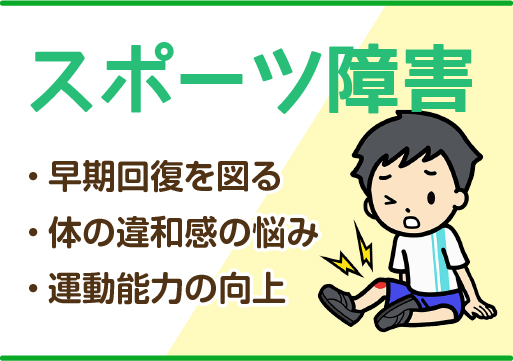 スポーツ障害
・早期回復を図る
・体の違和感の悩み
・運動能力の向上